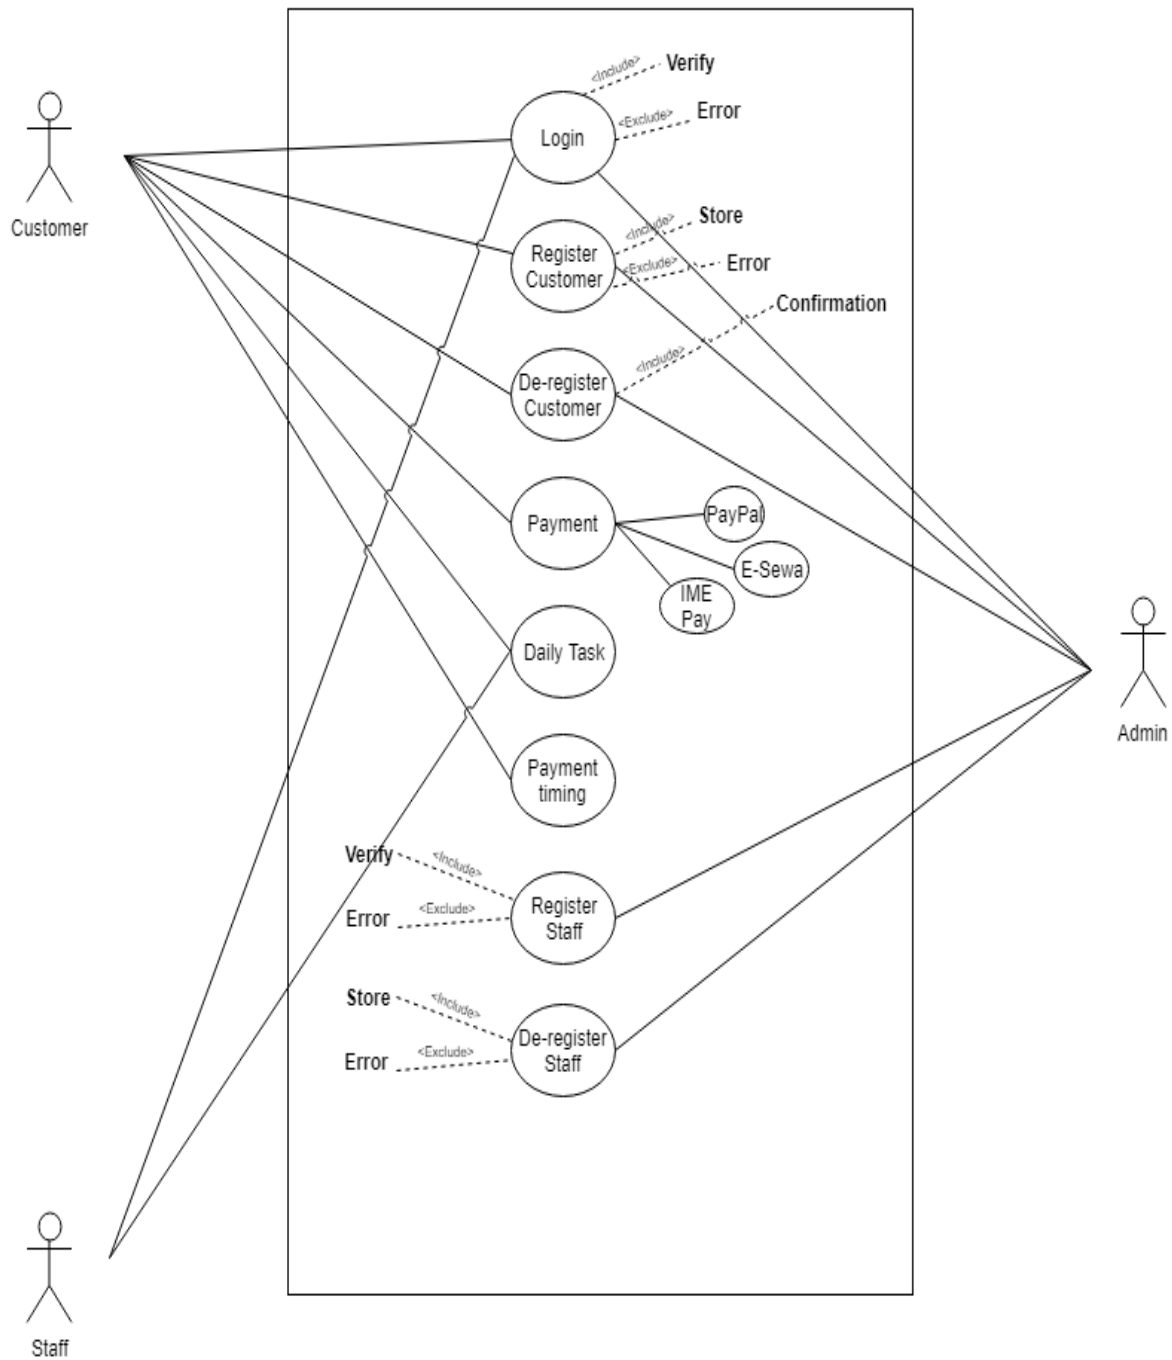 <Include>
Verify
<Exclude>
Error
Login
Customer
<Include>
Store
Register
Customer
<Exclude>
Error
Confirmation
<Include>
De-register
Customer
Payment
PayPal
E-Sewa
IME
Pay
Daily Task
Admin
Payment
timing
Verify
<Include>
Register
Staff
Error
<Exclude>
Store
<Include>
De-register
Staff
Error
<Exclude>
Staff